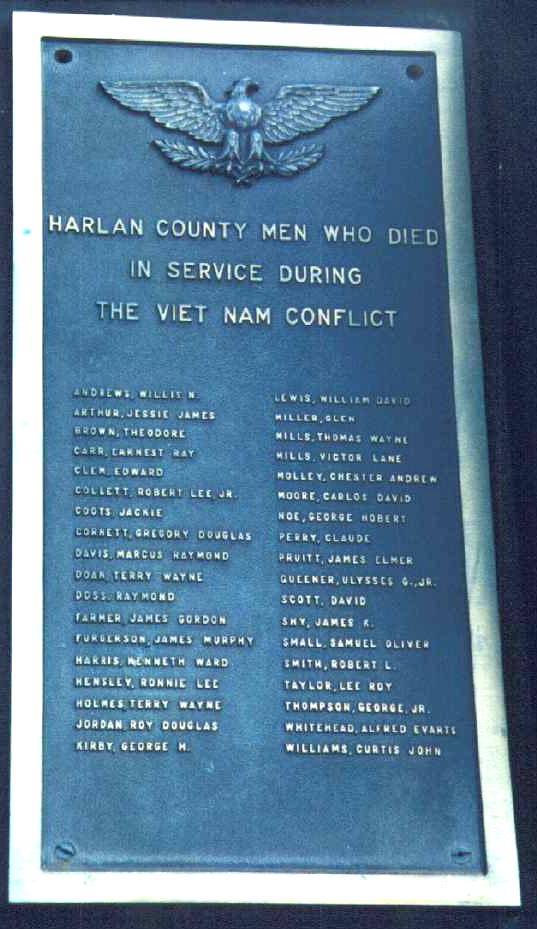 HARLAN COUNTY MEN WHO DIED
IN SERVICE DURING
THE VIET NAM CONFLICT
ANDREWS, WILLIS N.
ARTHUR, JESSIE JAMES
BROWN, THEODORE
CARR, EARNEST RAY
CLEM, EDWARD
COLLETT, ROBERT LEE, JR.
COOTS, JACKIE
CORNETT, GREGORY DOUGLAS
DAVIS, MARCUS RAYMOND
DOAN, TERRY WAYNE
DOSS, RAYMOND
FARMER, JAMES GORDON
FURGERSON, JAMES MURPHY
HARRIS, KENNETH WARD
HENSLEY, RONNIE LEE
HOLMES, TERRY WAYNE
JORDAN, ROY DOUGLAS
KIRBY, GEORGE H.
LEWIS, WILLIAM DAVID
MILLER, GLEN
MILLS, THOMAS WAYNE
MILLS, VICTOR LANE
MOLLEY, CHESTER ANDREW
MOORE, CARLOS DAVID
NOE, GEORGE HOBERT
PERRY, CLAUDE
PRUITT, JAMES ELMER
QUEENER, ULYSSES G., JR.
SCOTT, DAVID
SHY, JAMES K.
SMALL, SAMUEL OLIVER
SMITH, ROBERT L.
TAYLOR, LEE ROY
THOMPSON, GEORGE, JR.
WHITEHEAD, ALFRED EVARTS
WILLIAMS, CURTIS JOHN